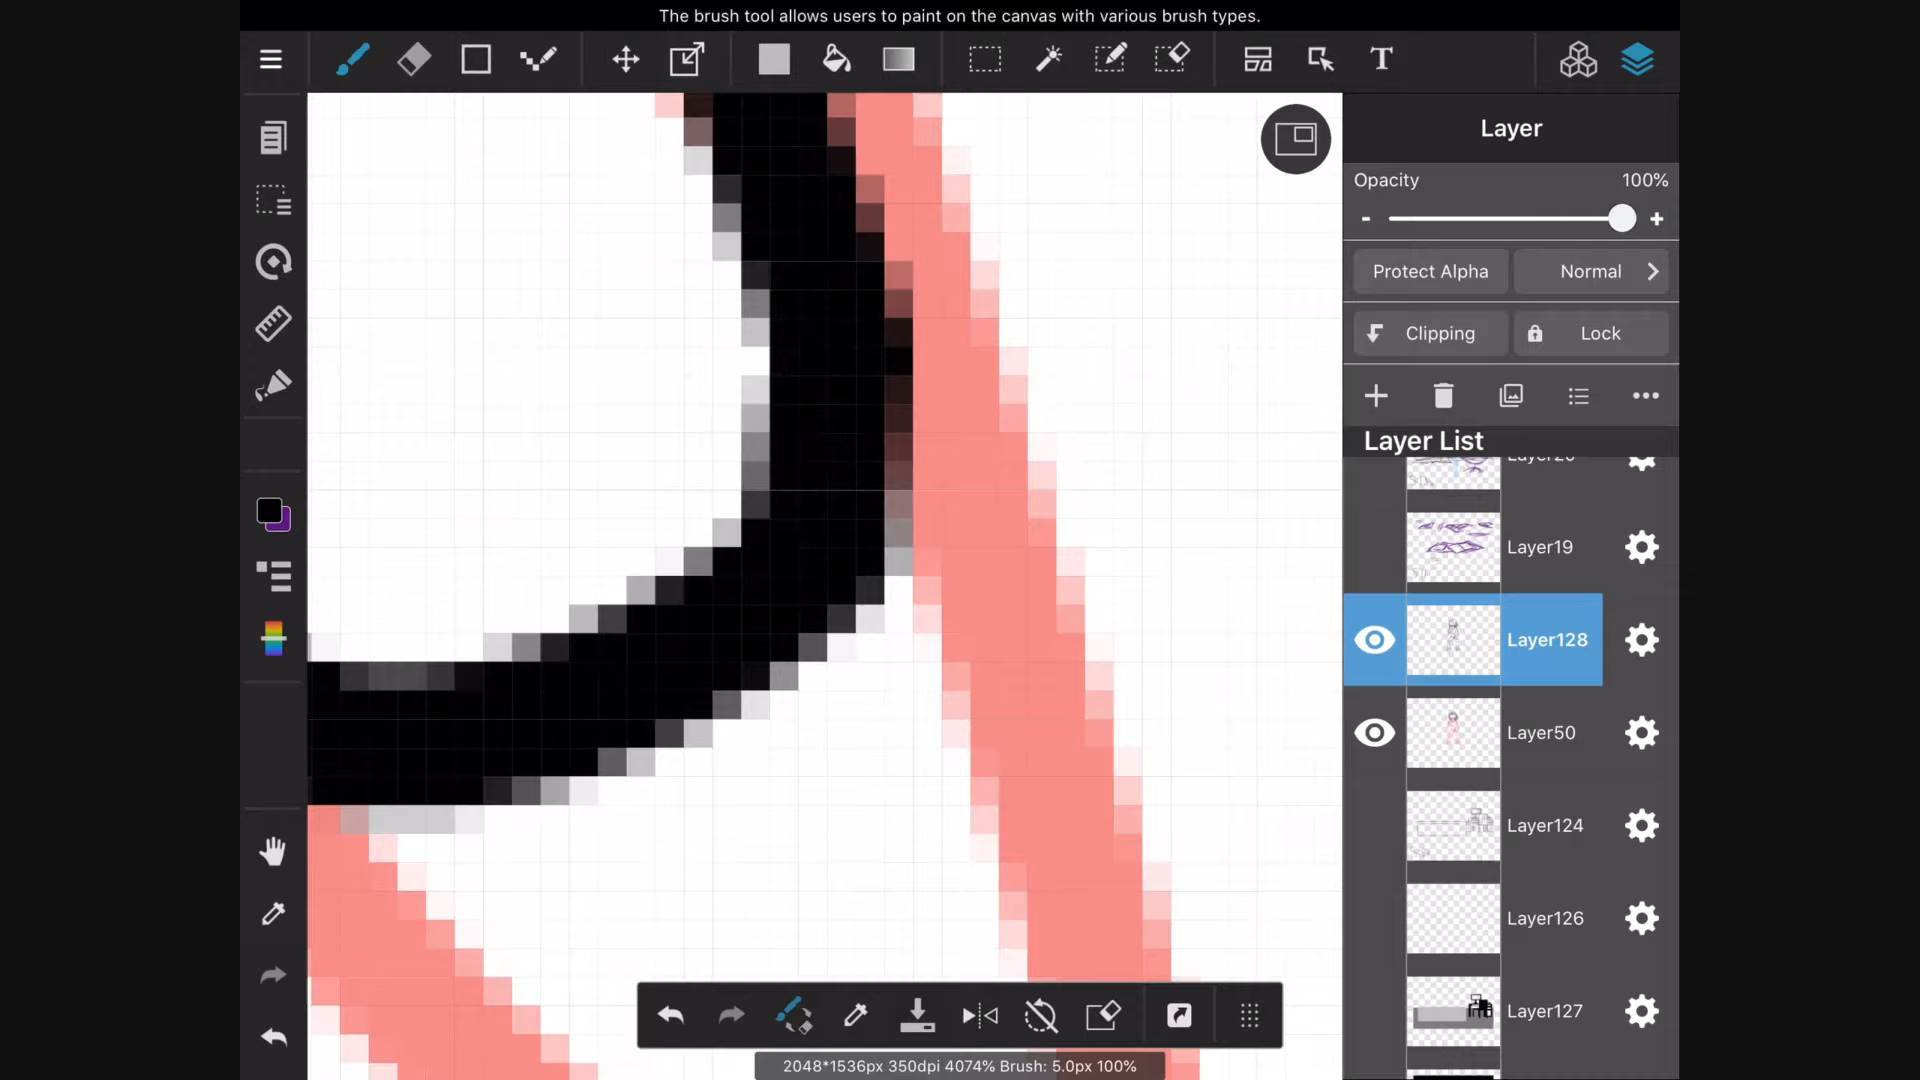 The brush tool allows users to paint on the canvas with various brush types.
T
Layer
Opacity 100%
- +
Protect Alpha Normal
Clipping Lock
Layer List
Layer20
Layer19
Layer128
Layer50
Layer124
Layer126
Layer127
2048*1536px 350dpi 4074% Brush: 5.0px 100%